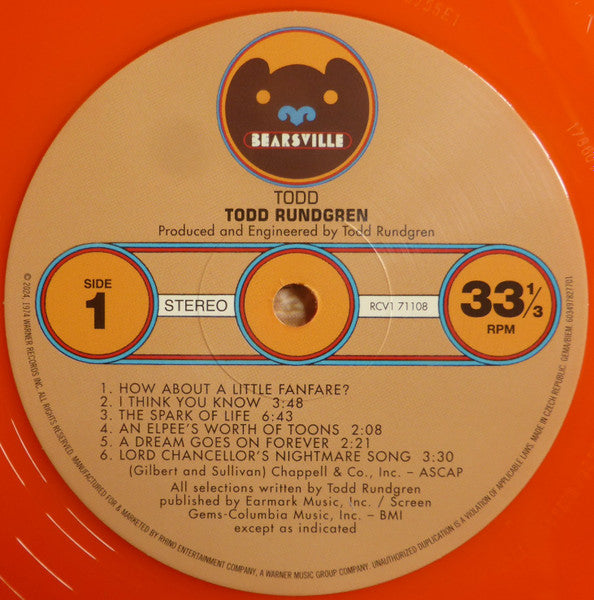 BEARSVILLE
TODD
TODD RUNDGREN
Produced and Engineered by Todd Rundgren
SIDE
1
STEREO
RCV1 71108
33⅓
RPM
1. HOW ABOUT A LITTLE FANFARE?
2. I THINK YOU KNOW 3:48
3. THE SPARK OF LIFE 6:43
4. AN ELPEE'S WORTH OF TOONS 2:08
5. A DREAM GOES ON FOREVER 2:21
6. LORD CHANCELLOR'S NIGHTMARE SONG 3:30
(Gilbert and Sullivan) Chappell & Co., Inc. – ASCAP
All selections written by Todd Rundgren
published by Earmark Music, Inc. / Screen
Gems-Columbia Music, Inc. – BMI
except as indicated
© 2024, 1974 WARNER RECORDS INC. ALL RIGHTS RESERVED. MANUFACTURED FOR & MARKETED BY RHINO ENTERTAINMENT COMPANY, A WARNER MUSIC GROUP COMPANY. UNAUTHORIZED DUPLICATION IS A VIOLATION OF APPLICABLE LAWS. MADE IN CZECH REPUBLIC. GEMA/BIEM. 603497827701